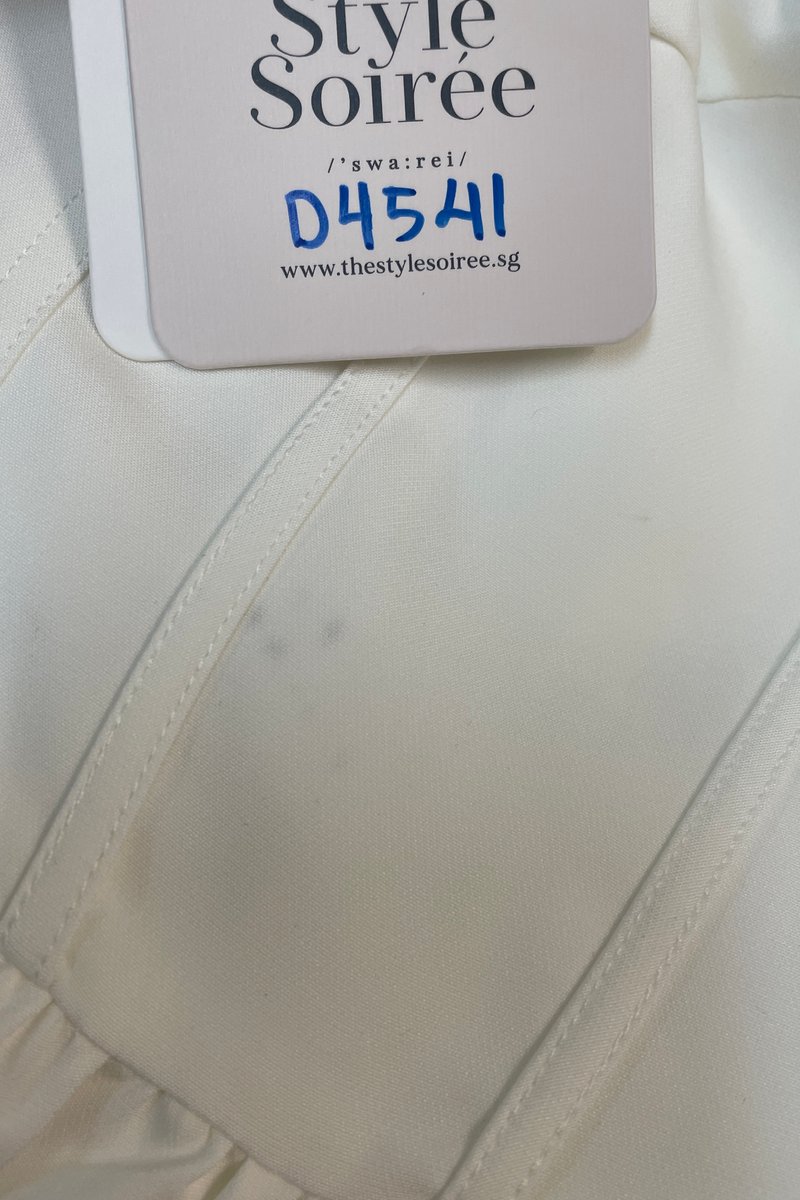 Style
Soirée
/'swa:rei/
D4541
www.thestylesoiree.sg